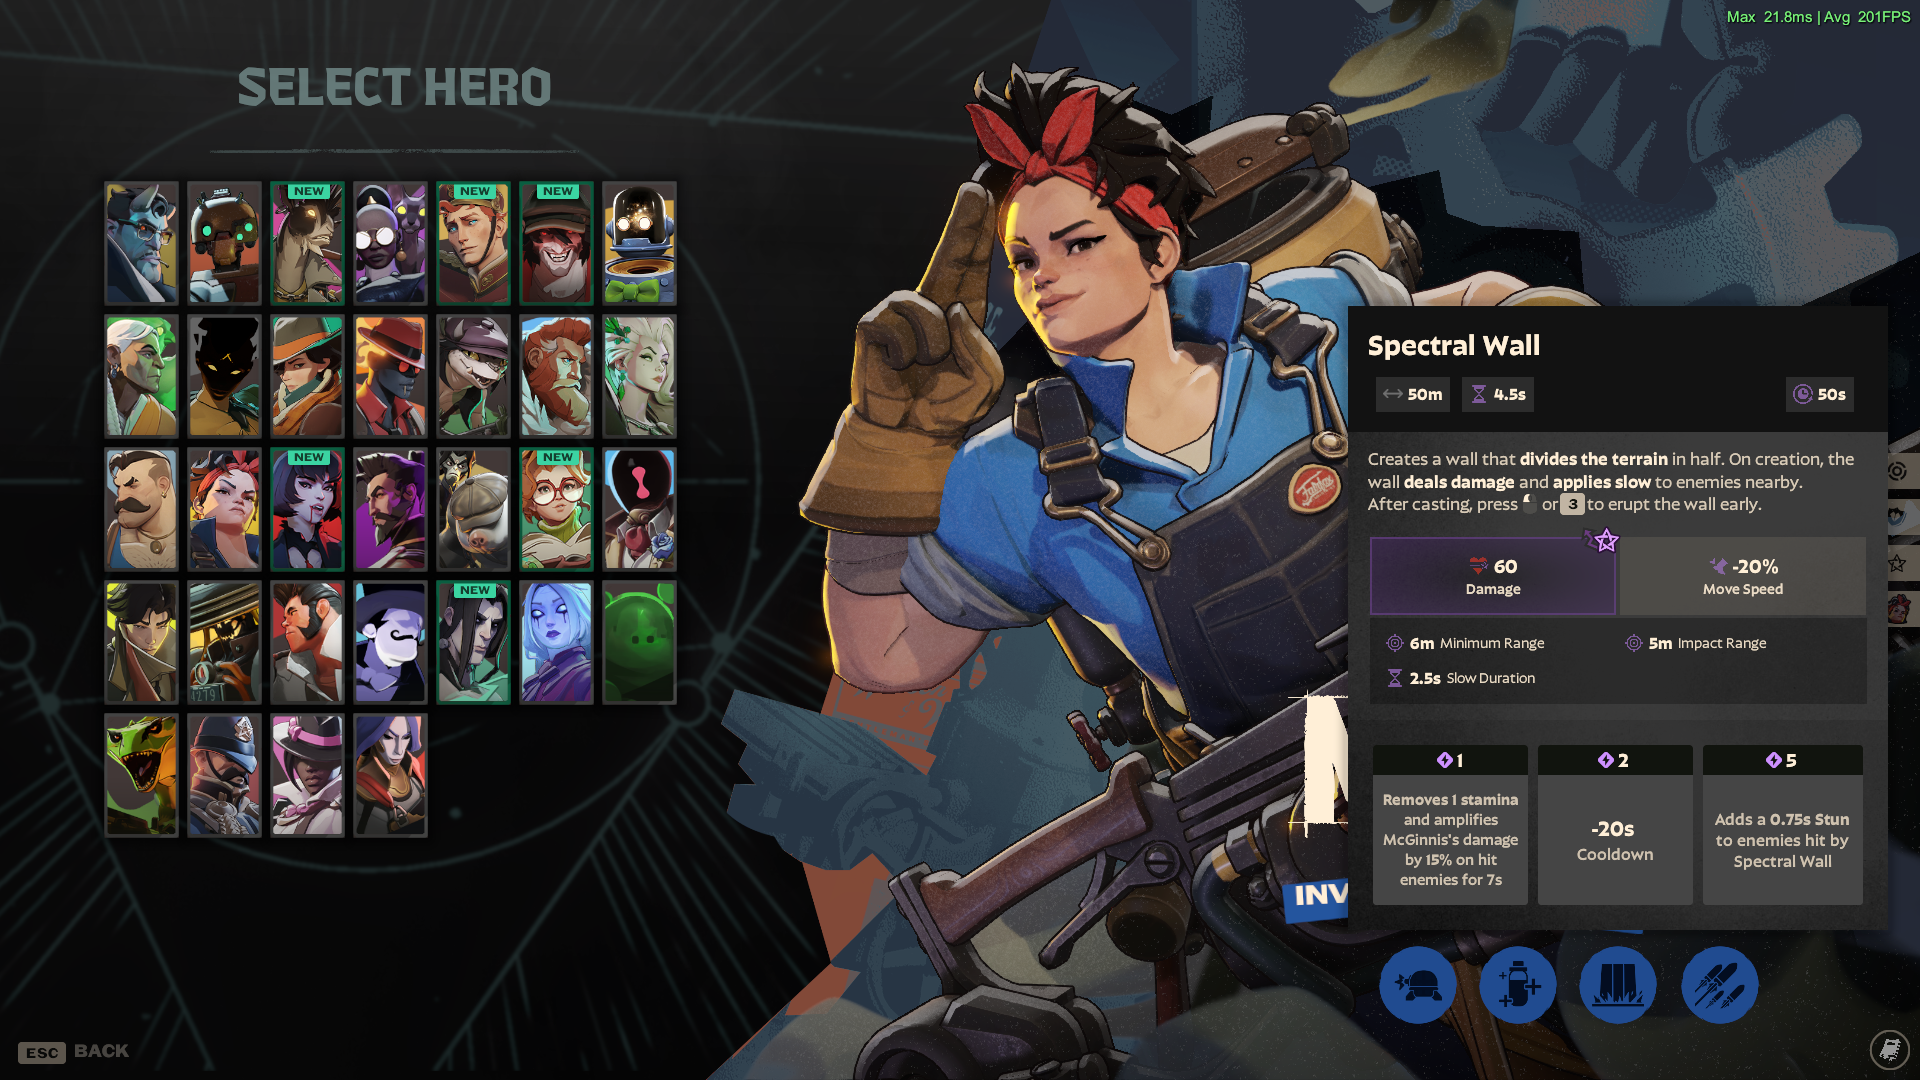 Max 21.8ms | Avg 201FPS
SELECT HERO
NEW
NEW
NEW
NEW
NEW
NEW
Spectral Wall
50m
4.5s
50s
Creates a wall that divides the terrain in half. On creation, the
wall deals damage and applies slow to enemies nearby.
After casting, press or 3 to erupt the wall early.
60
Damage
-20%
Move Speed
6m Minimum Range
5m Impact Range
2.5s Slow Duration
1
Removes 1 stamina
and amplifies
McGinnis's damage
by 15% on hit
enemies for 7s
2
-20s
Cooldown
5
Adds a 0.75s Stun
to enemies hit by
Spectral Wall
INV
ESC BACK